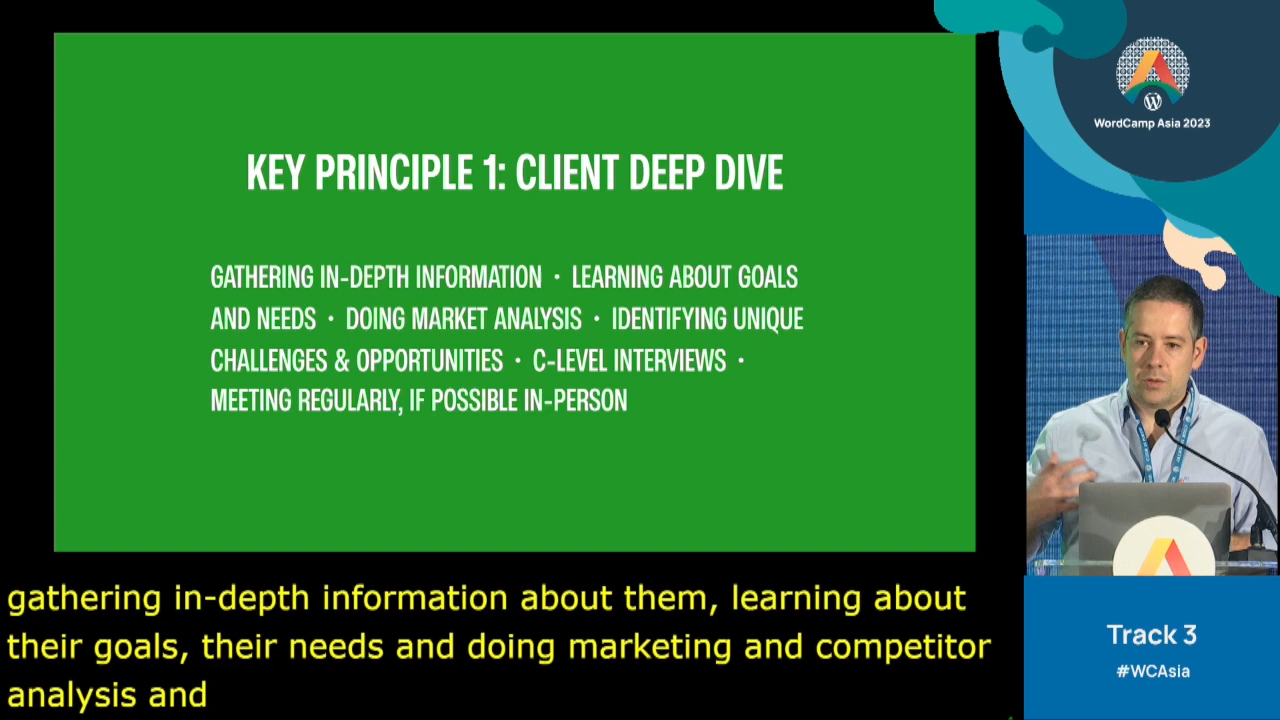 KEY PRINCIPLE 1: CLIENT DEEP DIVE
GATHERING IN-DEPTH INFORMATION · LEARNING ABOUT GOALS
AND NEEDS · DOING MARKET ANALYSIS · IDENTIFYING UNIQUE
CHALLENGES & OPPORTUNITIES · C-LEVEL INTERVIEWS ·
MEETING REGULARLY, IF POSSIBLE IN-PERSON
gathering in-depth information about them, learning about
their goals, their needs and doing marketing and competitor
analysis and
WordCamp Asia 2023
Track 3
#WCAsia